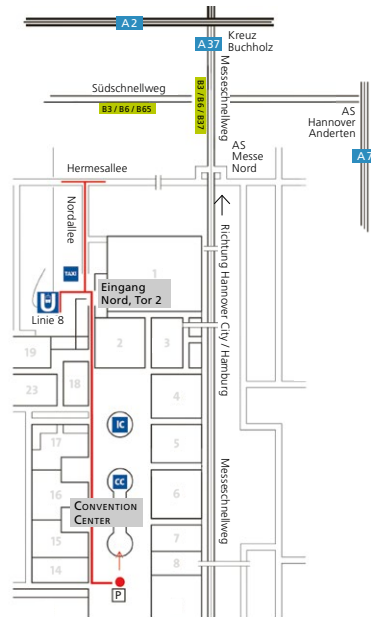 A2
Kreuz
Buchholz
A37
Messeschnellweg
Südschnellweg
B3 / B6 / B65
B3 / B6 / B37
AS
Hannover
Anderten
A7
AS
Messe
Nord
Hermesallee
Nordallee
TAXI
Richtung Hannover City / Hamburg
Eingang
Nord, Tor 2
U
Linie 8
1
2
3
19
18
23
4
IC
17
5
CC
16
6
Messeschnellweg
CONVENTION
CENTER
15
7
14
8
P